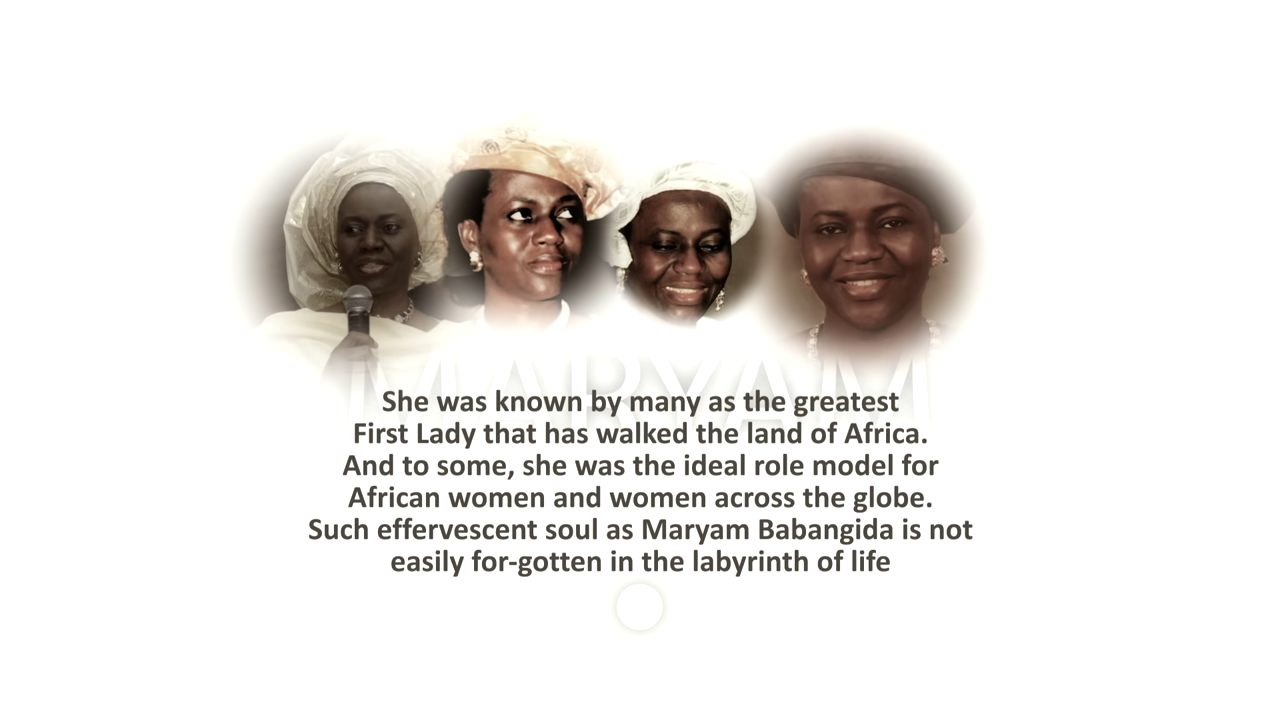 MARYAM
She was known by many as the greatest
First Lady that has walked the land of Africa.
And to some, she was the ideal role model for
African women and women across the globe.
Such effervescent soul as Maryam Babangida is not
easily for-gotten in the labyrinth of life